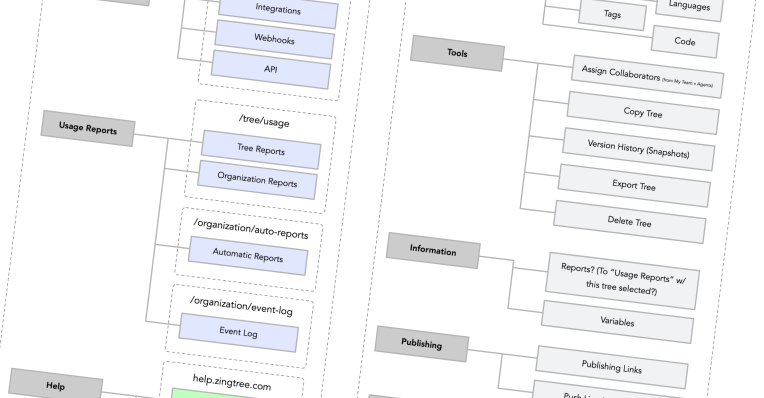 Integrations
Webhooks
API
Usage Reports
/tree/usage
Tree Reports
Organization Reports
/organization/auto-reports
Automatic Reports
/organization/event-log
Event Log
Help
help.zingtree.com
Languages
Tags
Code
Tools
Assign Collaborators (from My Team > Agents)
Copy Tree
Version History (Snapshots)
Export Tree
Delete Tree
Information
Reports? (To “Usage Reports” w/
this tree selected?)
Variables
Publishing
Publishing Links